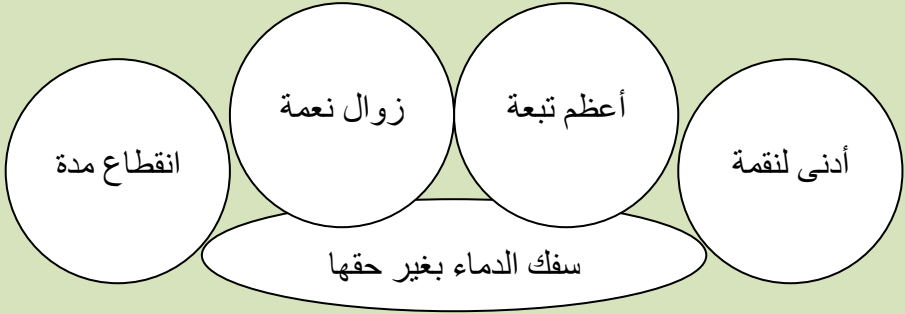 أدنى لنقمة
أعظم تبعة
زوال نعمة
انقطاع مدة
سفك الدماء بغير حقها